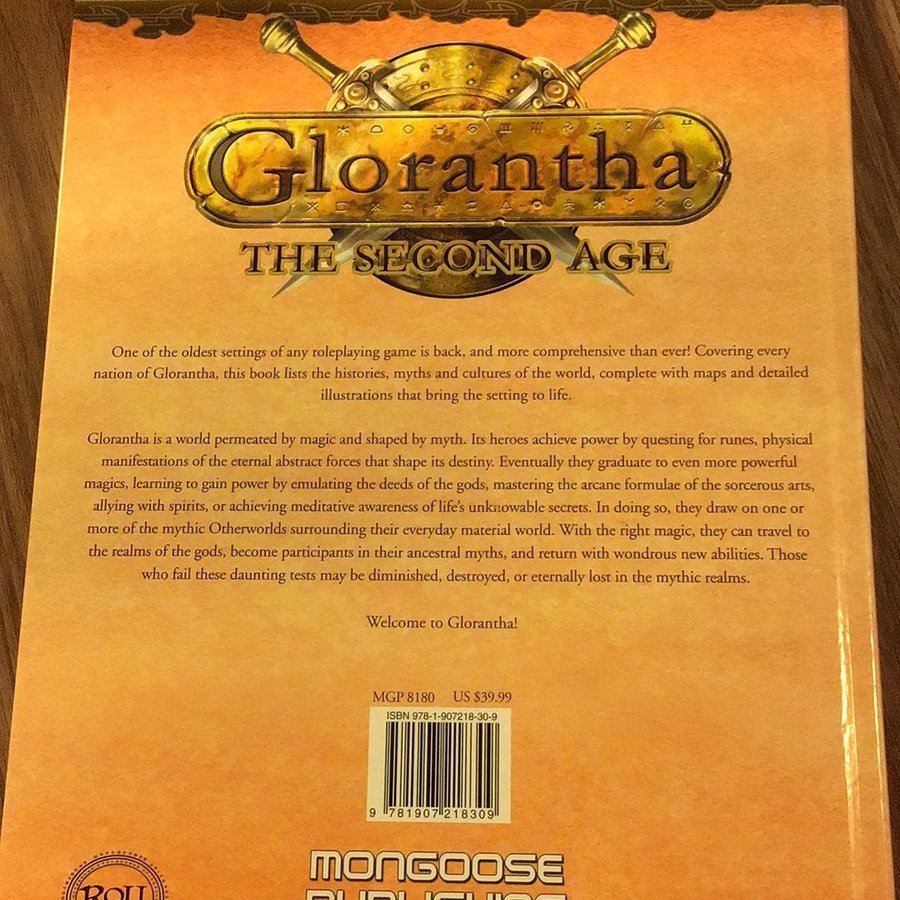 Glorantha
THE SECOND AGE
One of the oldest settings of any roleplaying game is back, and more comprehensive than ever! Covering every
nation of Glorantha, this book lists the histories, myths and cultures of the world, complete with maps and detailed
illustrations that bring the setting to life.
Glorantha is a world permeated by magic and shaped by myth. Its heroes achieve power by questing for runes, physical
manifestations of the eternal abstract forces that shape its destiny. Eventually they graduate to even more powerful
magics, learning to gain power by emulating the deeds of the gods, mastering the arcane formulae of the sorcerous arts,
allying with spirits, or achieving meditative awareness of life's unknowable secrets. In doing so, they draw on one or
more of the mythic Otherworlds surrounding their everyday material world. With the right magic, they can travel to
the realms of the gods, become participants in their ancestral myths, and return with wondrous new abilities. Those
who fail these daunting tests may be diminished, destroyed, or eternally lost in the mythic realms.
Welcome to Glorantha!
MGP 8180 US $39.99
ISBN 978-1-907218-30-9
9 781907 218309
MONGOOSE
PUBLISHING
ROLL